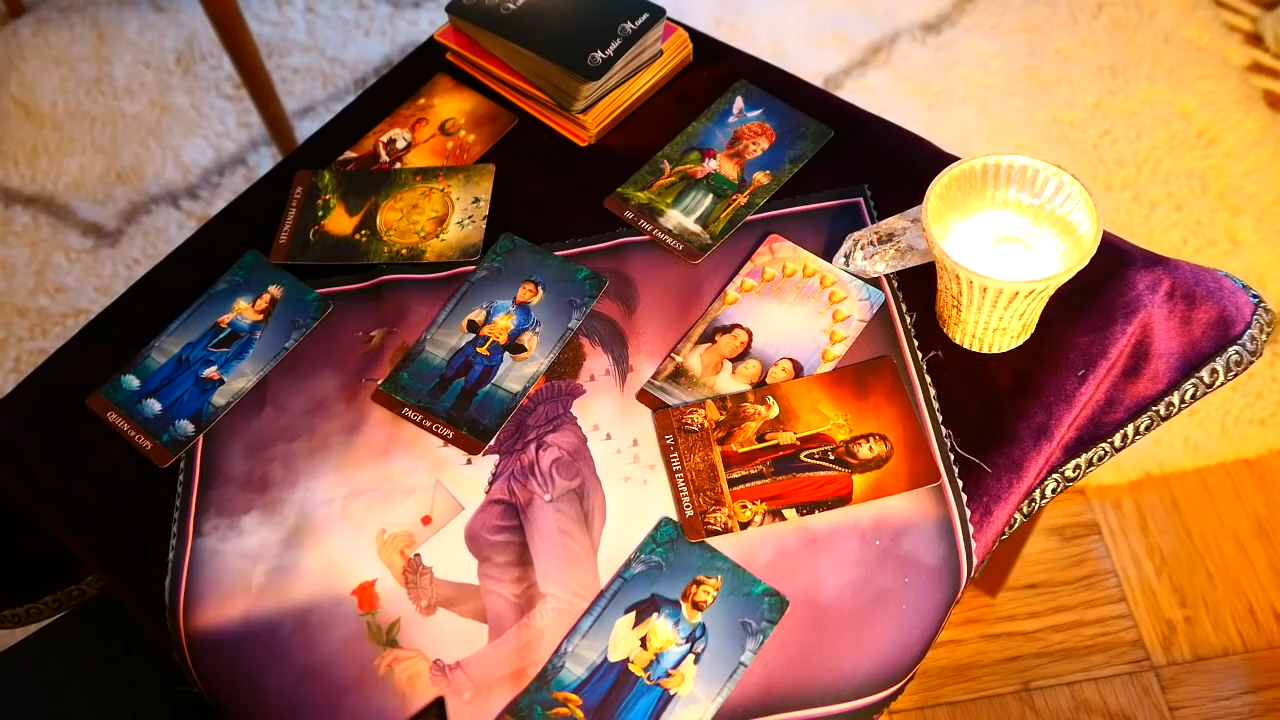 Mystic Moon
ACE OF PENTACLES
III - THE EMPRESS
QUEEN OF CUPS
PAGE OF CUPS
IV - THE EMPEROR